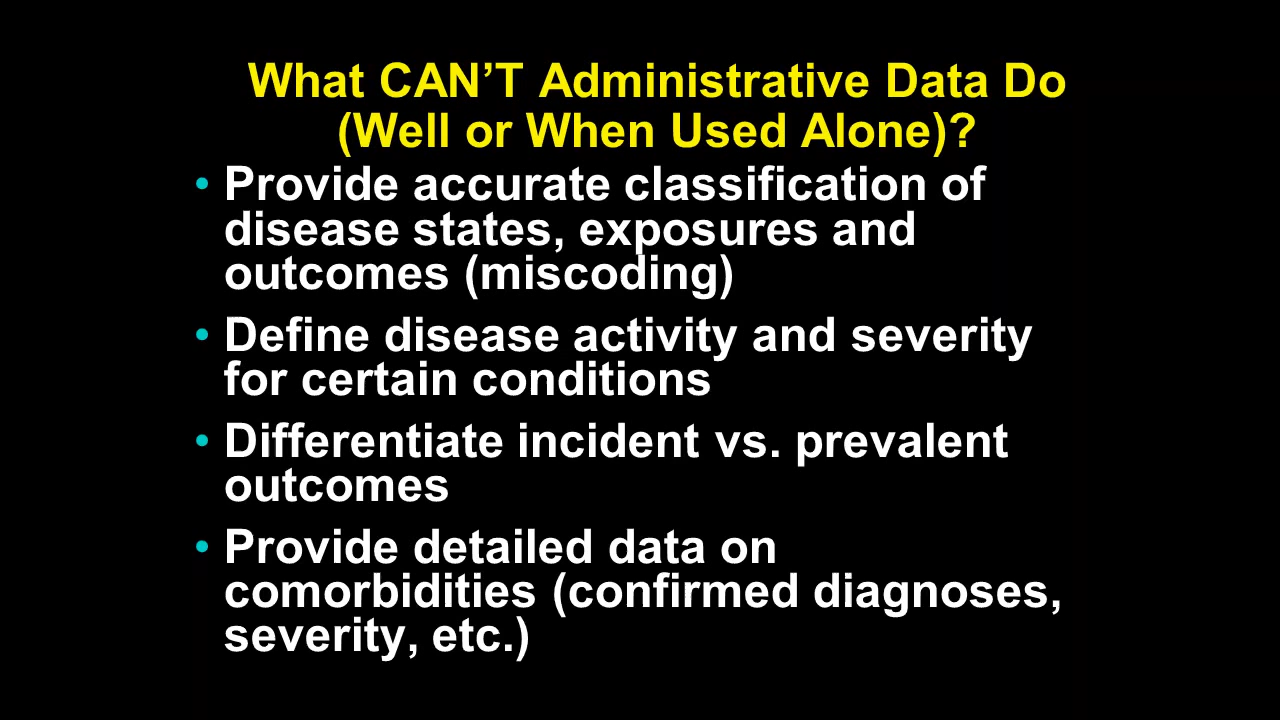 What CAN’T Administrative Data Do
(Well or When Used Alone)?
• Provide accurate classification of
disease states, exposures and
outcomes (miscoding)
• Define disease activity and severity
for certain conditions
• Differentiate incident vs. prevalent
outcomes
• Provide detailed data on
comorbidities (confirmed diagnoses,
severity, etc.)